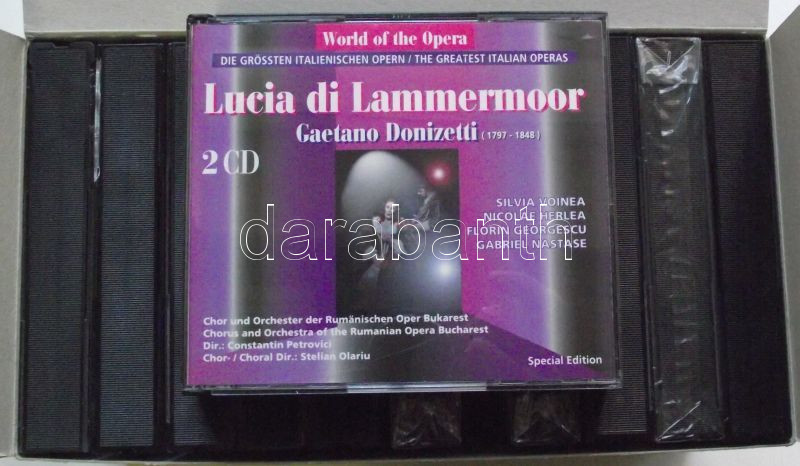 World of the Opera
DIE GRÖSSTEN ITALIENISCHEN OPERN / THE GREATEST ITALIAN OPERAS
Lucia di Lammermoor
Gaetano Donizetti (1797 - 1848)
2 CD
SILVIA VOINEA
NICOLAE HERLEA
FLORIN GEORGESCU
GABRIEL NASTASE
darabanth
Chor und Orchester der Rumänischen Oper Bukarest
Chorus and Orchestra of the Rumanian Opera Bucharest
Dir.: Constantin Petrovici
Chor- / Choral Dir.: Stelian Olariu
Special Edition